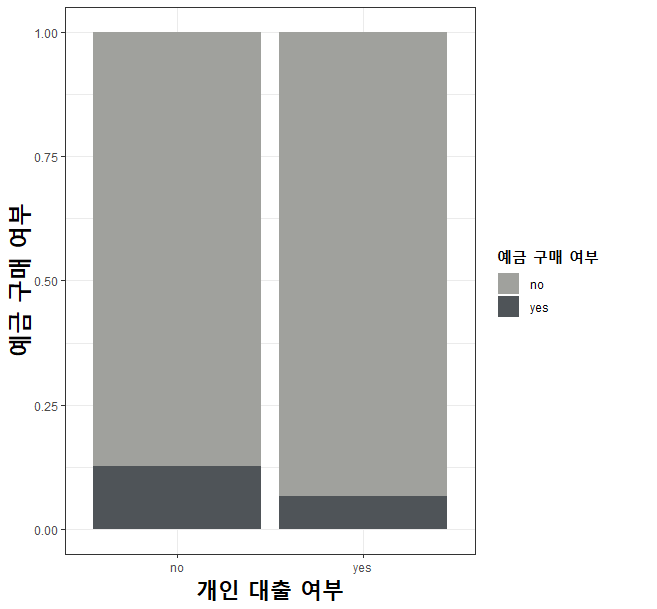 예금 구매 여부
1.00
0.75
0.50
0.25
0.00
no
yes
개인 대출 여부
예금 구매 여부
no
yes